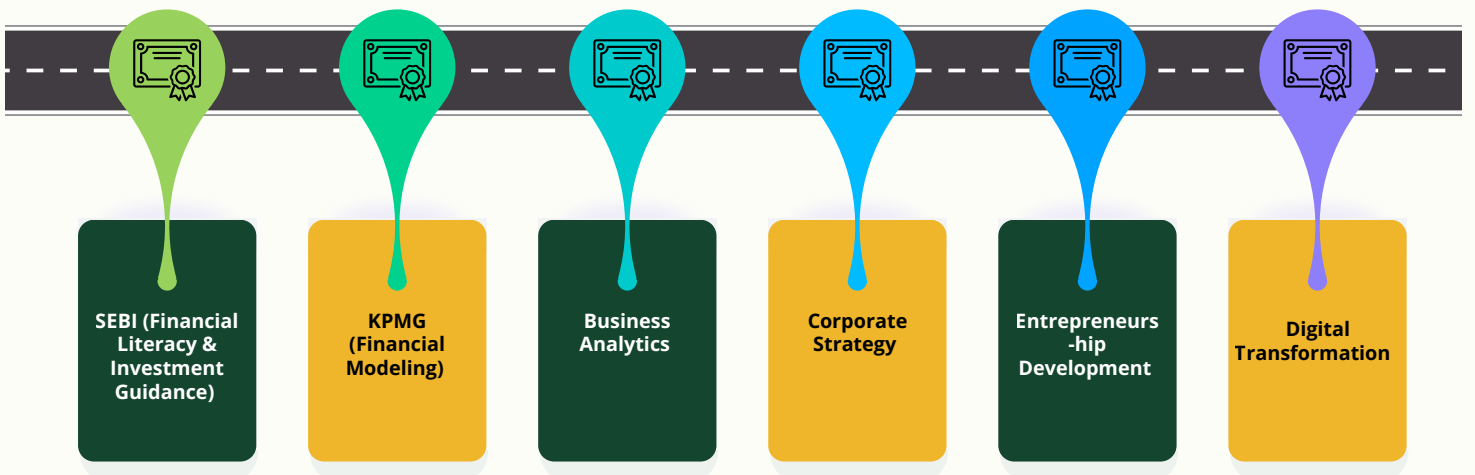 SEBI (Financial
Literacy &
Investment
Guidance)
KPMG
(Financial
Modeling)
Business
Analytics
Corporate
Strategy
Entrepreneurs
-hip
Development
Digital
Transformation